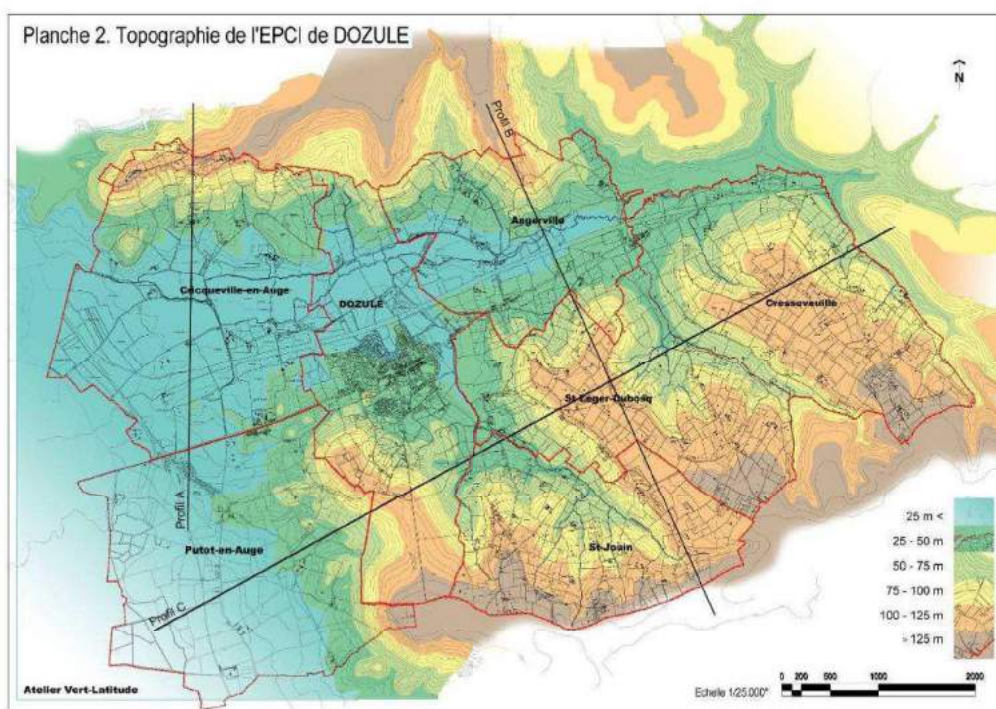 Planche 2. Topographie de l'EPCI de DOZULE
N
Profil B
Angerville
Cocqueville-en-Auge
DOZULE
Cresseveuille
St-Leger-Dubosq
Profil A
Putot-en-Auge
St-Jouin
Profil C
25 m <
25 - 50 m
50 - 75 m
75 - 100 m
100 - 125 m
> 125 m
Atelier Vert-Latitude
Echelle 1/25.000°
0 200 500 1000 2000